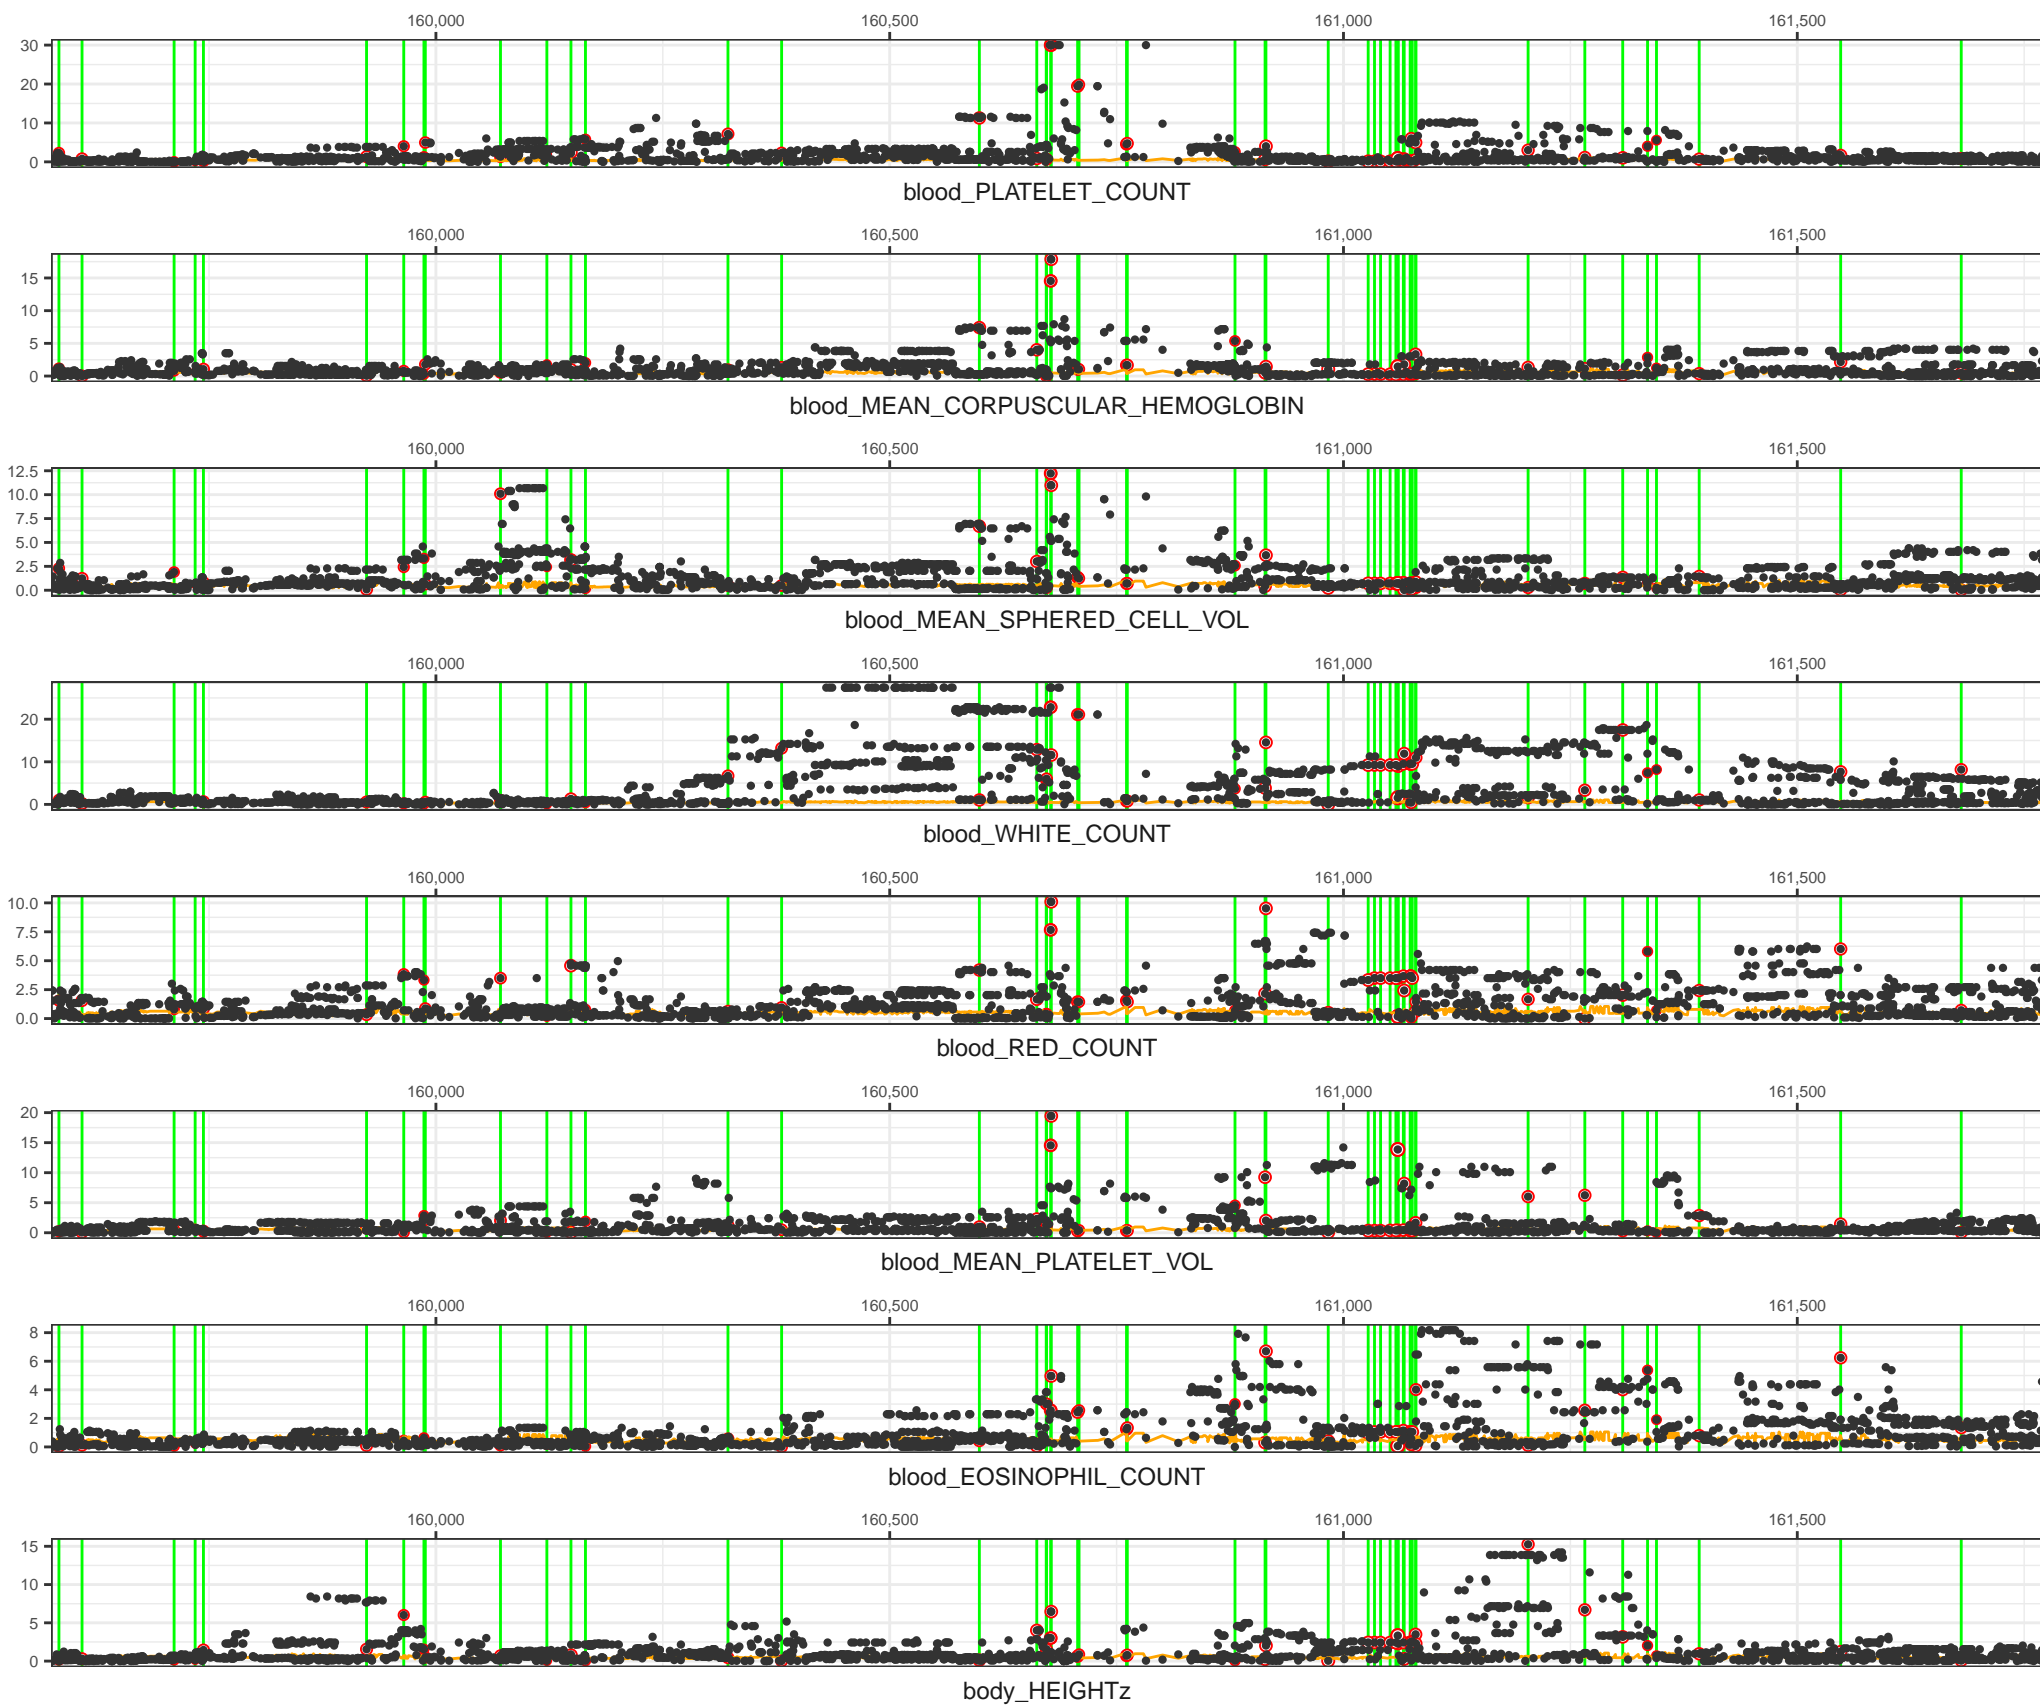 160,000 160,500 161,000 161,500
30
20
10
0
blood_PLATELET_COUNT
160,000 160,500 161,000 161,500
15
10
5
0
blood_MEAN_CORPUSCULAR_HEMOGLOBIN
160,000 160,500 161,000 161,500
12.5
10.0
7.5
5.0
2.5
0.0
blood_MEAN_SPHERED_CELL_VOL
160,000 160,500 161,000 161,500
20
10
0
blood_WHITE_COUNT
160,000 160,500 161,000 161,500
10.0
7.5
5.0
2.5
0.0
blood_RED_COUNT
160,000 160,500 161,000 161,500
20
15
10
5
0
blood_MEAN_PLATELET_VOL
160,000 160,500 161,000 161,500
8
6
4
2
0
blood_EOSINOPHIL_COUNT
160,000 160,500 161,000 161,500
15
10
5
0
body_HEIGHTz